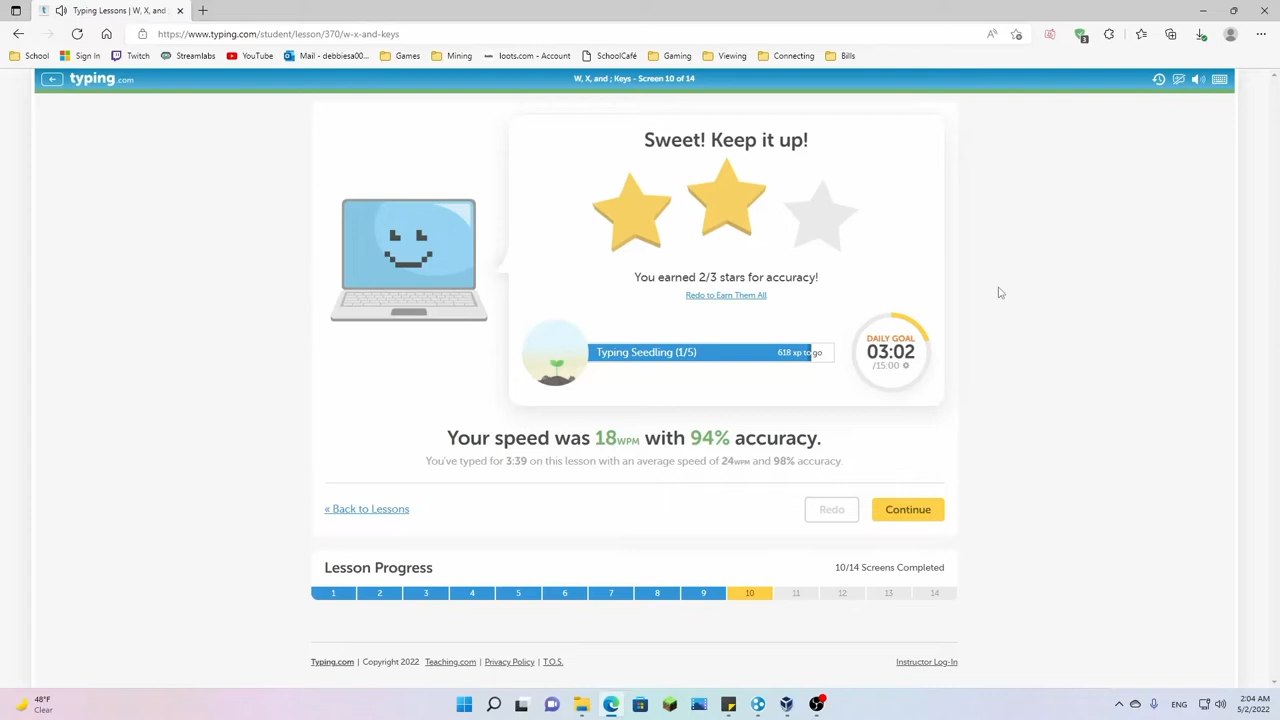 Typing Lessons | W, X, and
https://www.typing.com/student/lesson/370/w-x-and-keys
School Sign In Twitch Streamlabs YouTube Mail - debbiesa00... Games Mining loots.com - Account SchoolCafé Gaming Viewing Connecting Bills
typing.com
W, X, and ; Keys - Screen 10 of 14
Sweet! Keep it up!
You earned 2/3 stars for accuracy!
Redo to Earn Them All
Typing Seedling (1/5) 618 xp to go
DAILY GOAL
03:02
/15:00
Your speed was 18WPM with 94% accuracy.
You've typed for 3:39 on this lesson with an average speed of 24WPM and 98% accuracy.
« Back to Lessons Redo Continue
Lesson Progress 10/14 Screens Completed
1 2 3 4 5 6 7 8 9 10 11 12 13 14
Typing.com | Copyright 2022 Teaching.com | Privacy Policy | T.O.S. Instructor Log-In
48°F
Clear
ENG
2:04 AM
5/2/2022